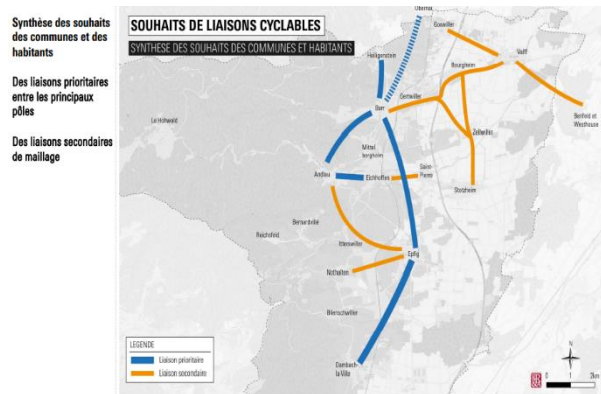 Synthèse des souhaits
des communes et des
habitants
Des liaisons prioritaires
entre les principaux
pôles
Des liaisons secondaires
de maillage
SOUHAITS DE LIAISONS CYCLABLES
SYNTHESE DES SOUHAITS DES COMMUNES ET HABITANTS
Obernai
Goxwiller
Valff
Heiligenstein
Bourgheim
Gertwiller
Barr
Benfeld et
Westhouse
Le Hohwald
Zellwiller
Mittel
bergheim
Saint-
Pierre
Andlau
Eichhoffen
Stotzheim
Bernardvillé
Reichsfeld
Itterswiller
Epfig
Nothalten
Blienschwiller
Dambach
-la-Ville
LEGENDE
Liaison prioritaire
Liaison secondaire
N
0 1 2km